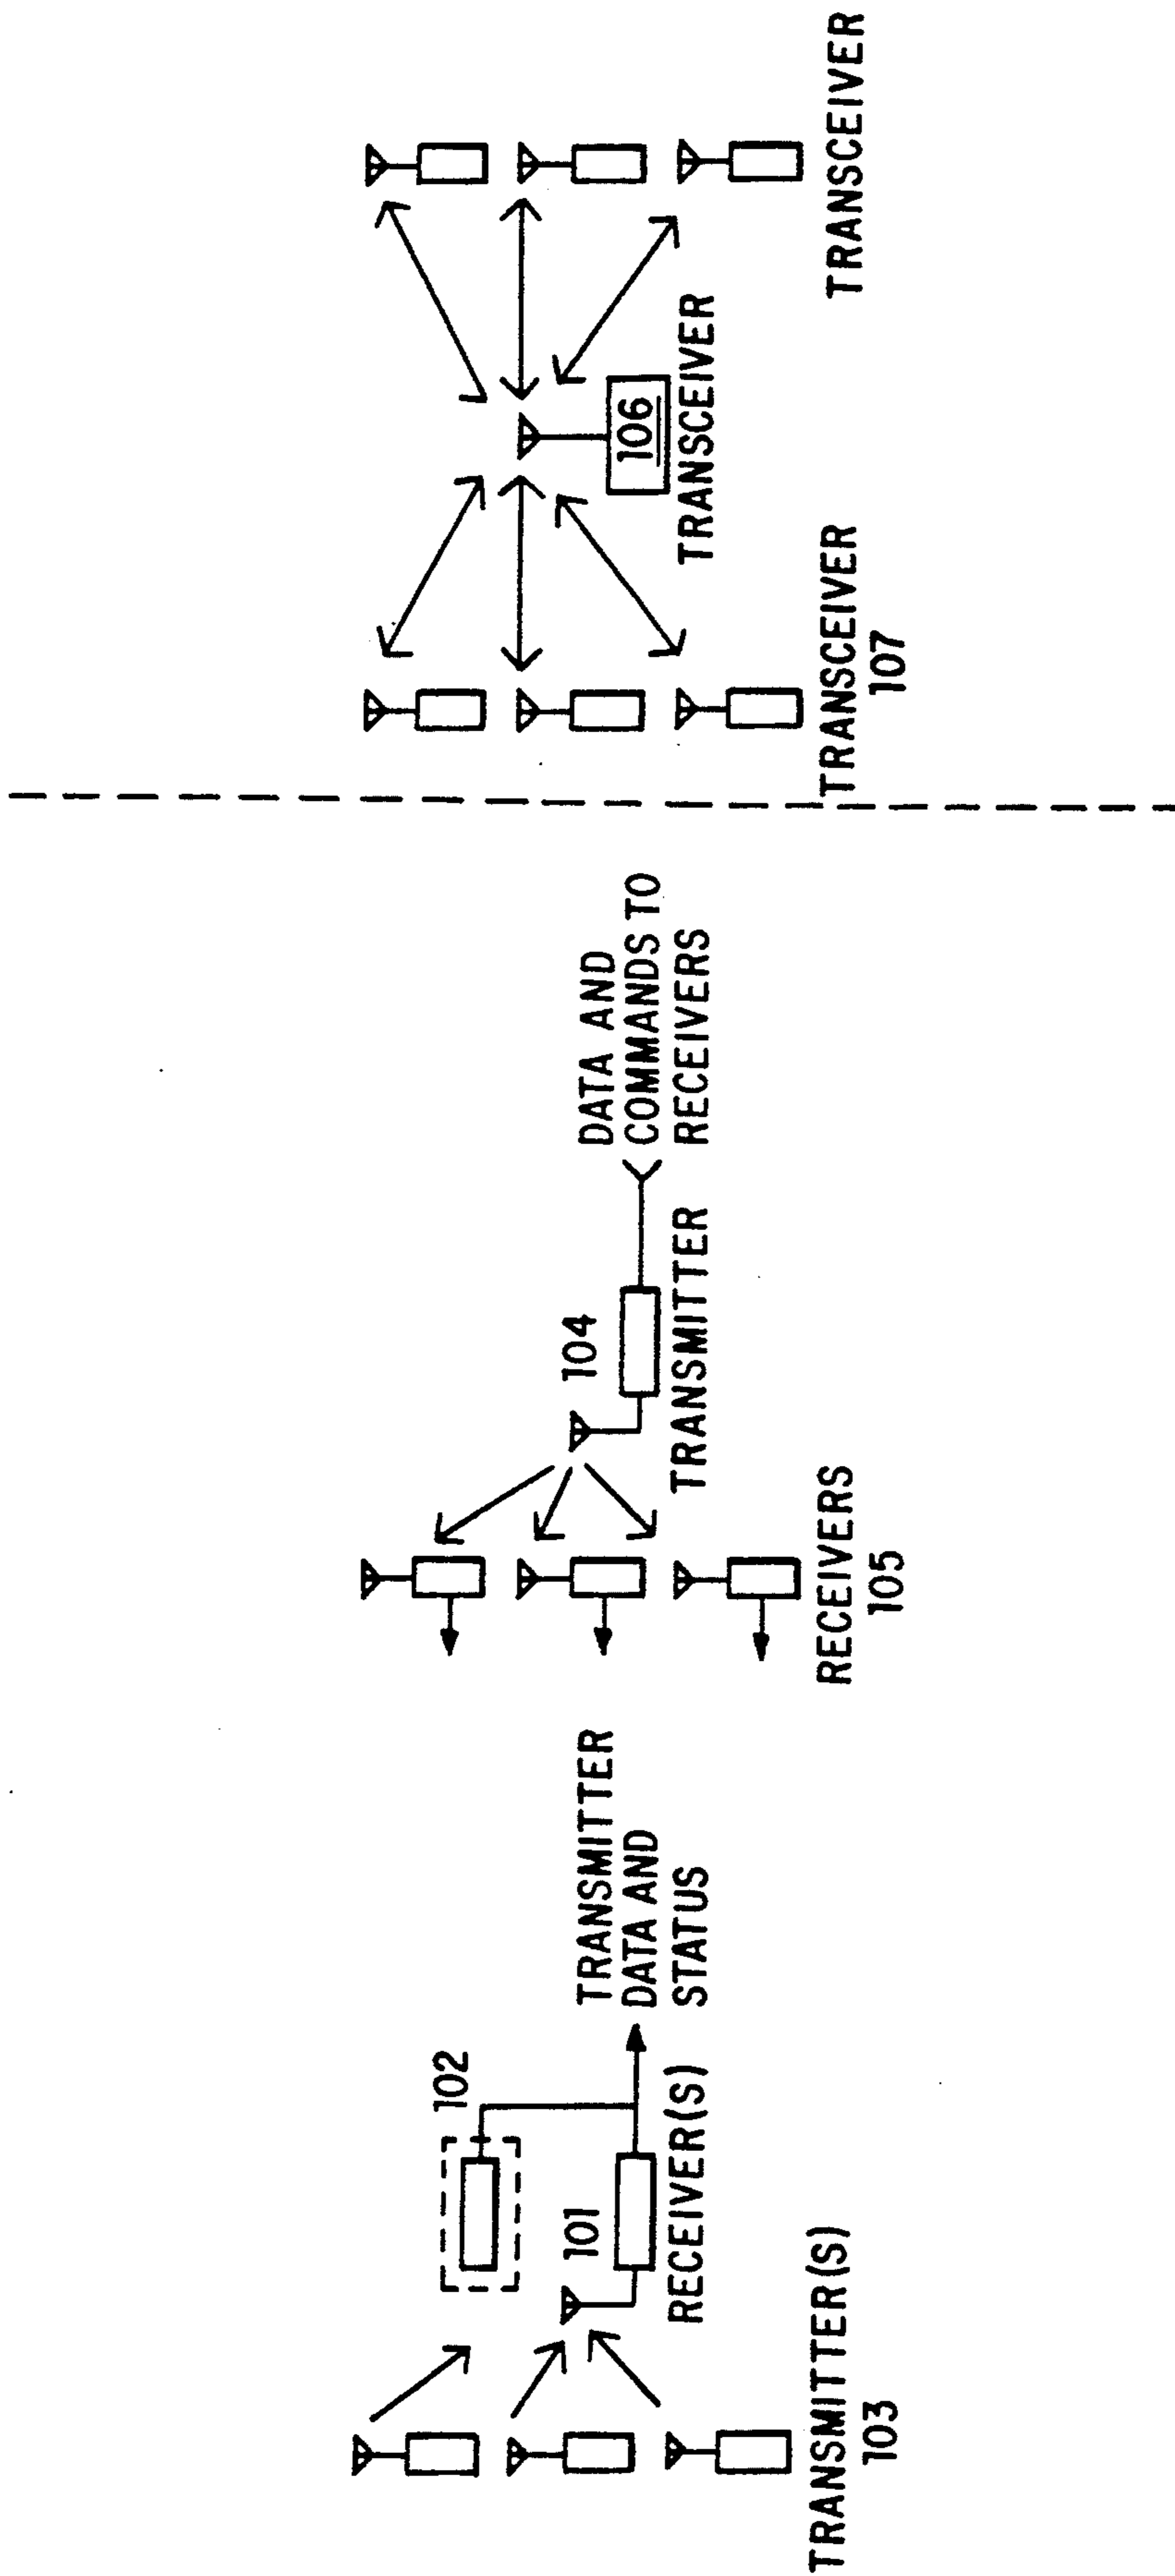 102
101
RECEIVER(S)
TRANSMITTER
DATA AND
STATUS
TRANSMITTER(S)
103
104
TRANSMITTER
DATA AND
COMMANDS TO
RECEIVERS
RECEIVERS
105
106
TRANSCEIVER
TRANSCEIVER
107
TRANSCEIVER